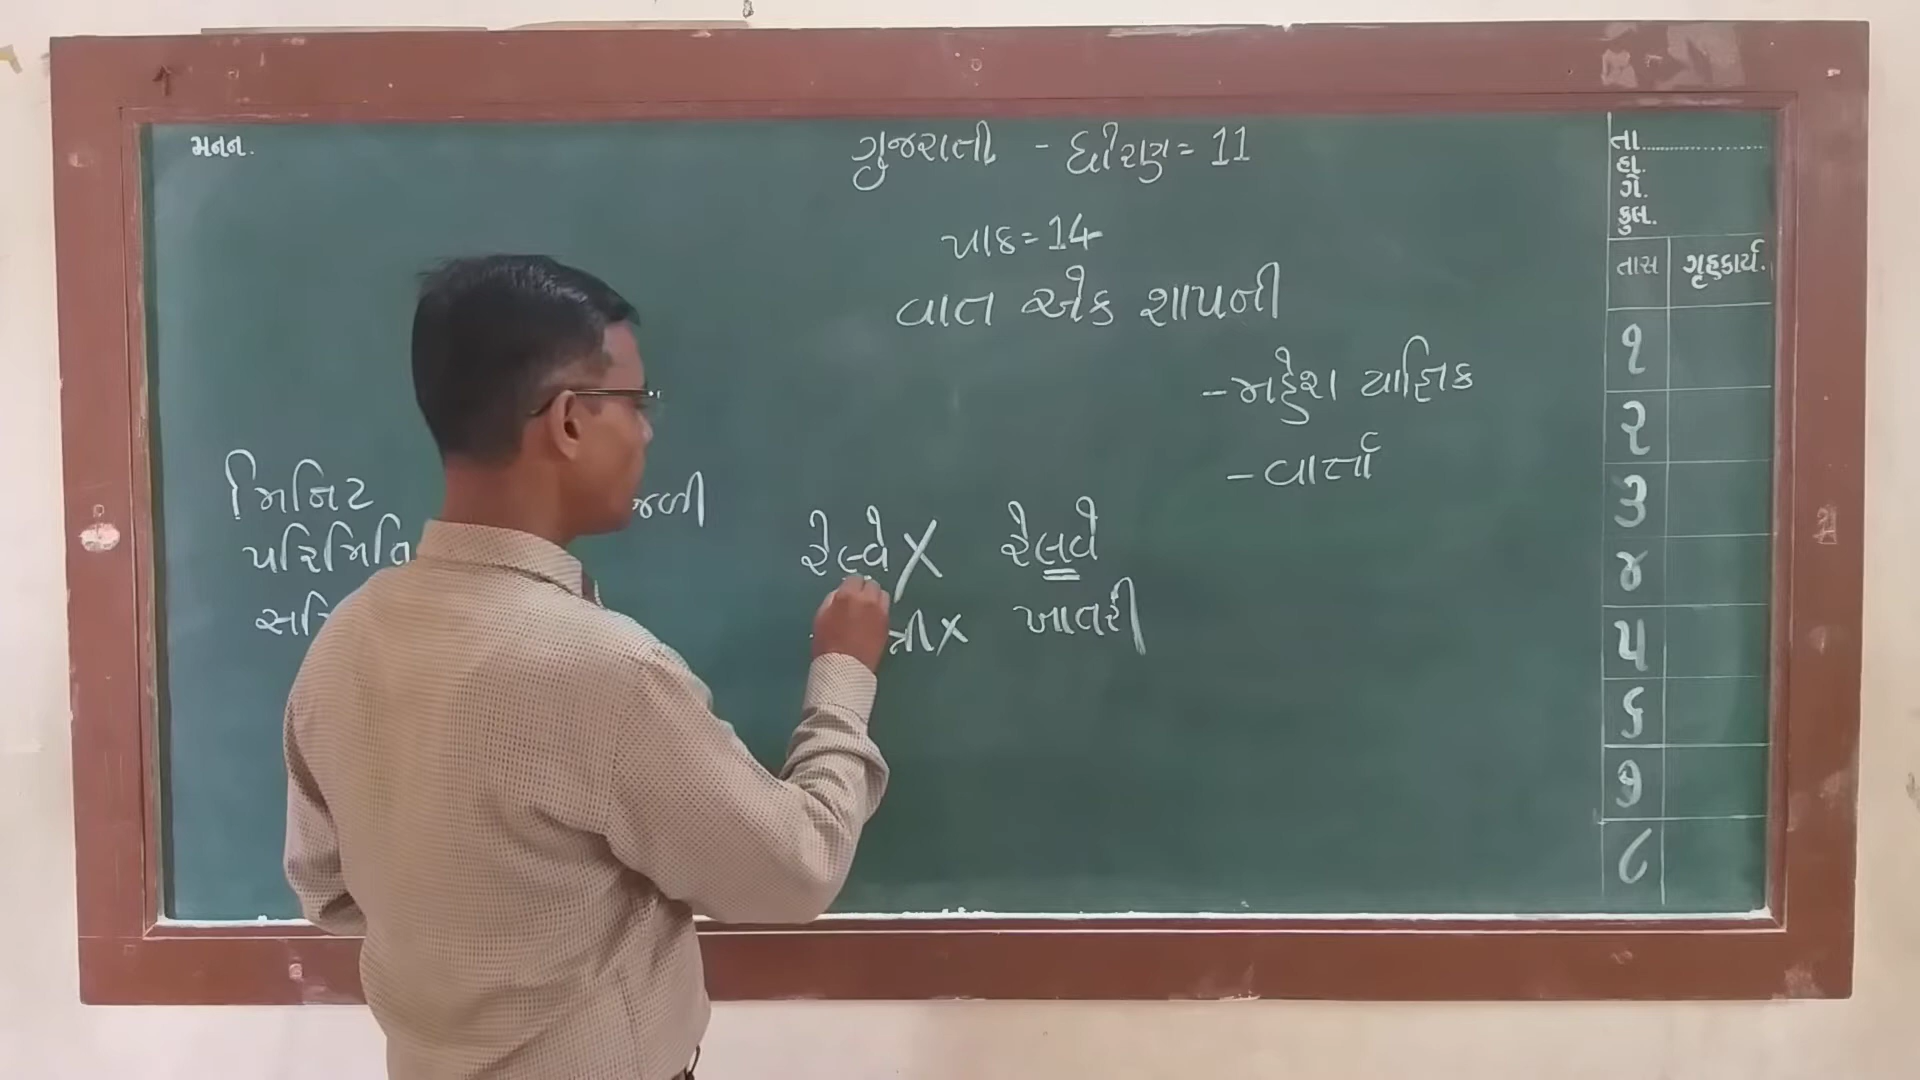 મનન.
ગુજરાતી - ધોરણ = 11
પાઠ = 14
વાત એક શાપની
- મહેશ યાજ્ઞિક
- વાર્તા
મિનિટ
પરિમિતિ
રેલ્વે X રેલવે
X ખાતરી
તા.
હા.
ગે.
કુલ.
તાસ ગૃહકાર્ય.
૧
૨
૩
૪
૫
૬
૭
૮